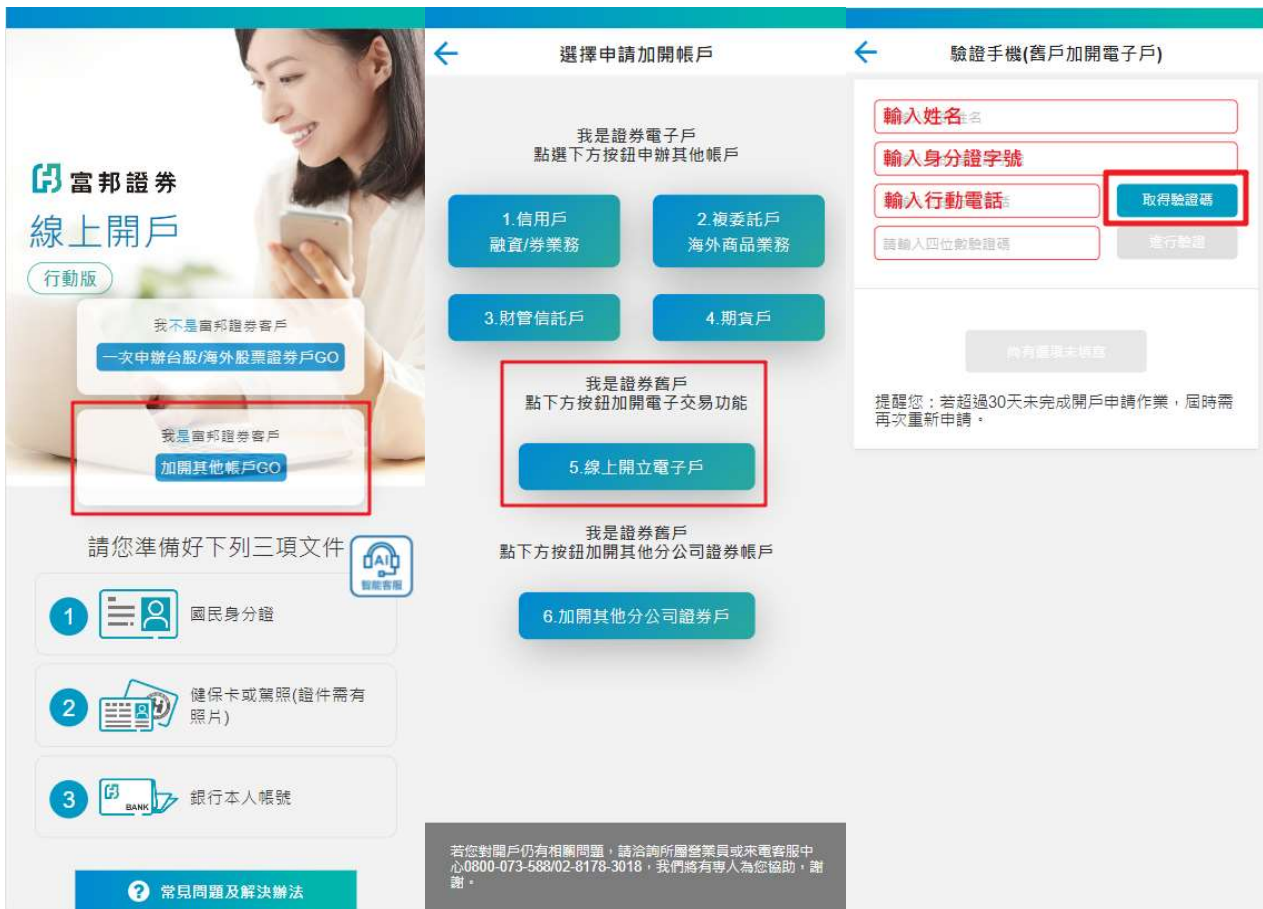 富邦證券
線上開戶
行動版
我不是富邦證券客戶
一次申辦台股/海外股票證券戶GO
我是富邦證券客戶
加開其他帳戶GO
請您準備好下列三項文件
AI
智能客服
1
國民身分證
2
健保卡或駕照(證件需有
照片)
3
BANK
銀行本人帳號
? 常見問題及解決辦法
選擇申請加開帳戶
我是證券電子戶
點選下方按鈕申辦其他帳戶
1.信用戶
融資/券業務
2.複委託戶
海外商品業務
3.財管信託戶
4.期貨戶
我是證券舊戶
點下方按鈕加開電子交易功能
5.線上開立電子戶
我是證券舊戶
點下方按鈕加開其他分公司證券帳戶
6.加開其他分公司證券戶
若您對開戶仍有相關問題，請洽詢所屬營業員或來電客服中
心0800-073-588/02-8178-3018，我們將有專人為您協助，謝
謝。
驗證手機(舊戶加開電子戶)
輸入姓名
輸入身分證字號
輸入行動電話
取得驗證碼
請輸入四位數驗證碼
進行驗證
尚有選項未填寫
提醒您：若超過30天未完成開戶申請作業，屆時需
再次重新申請。